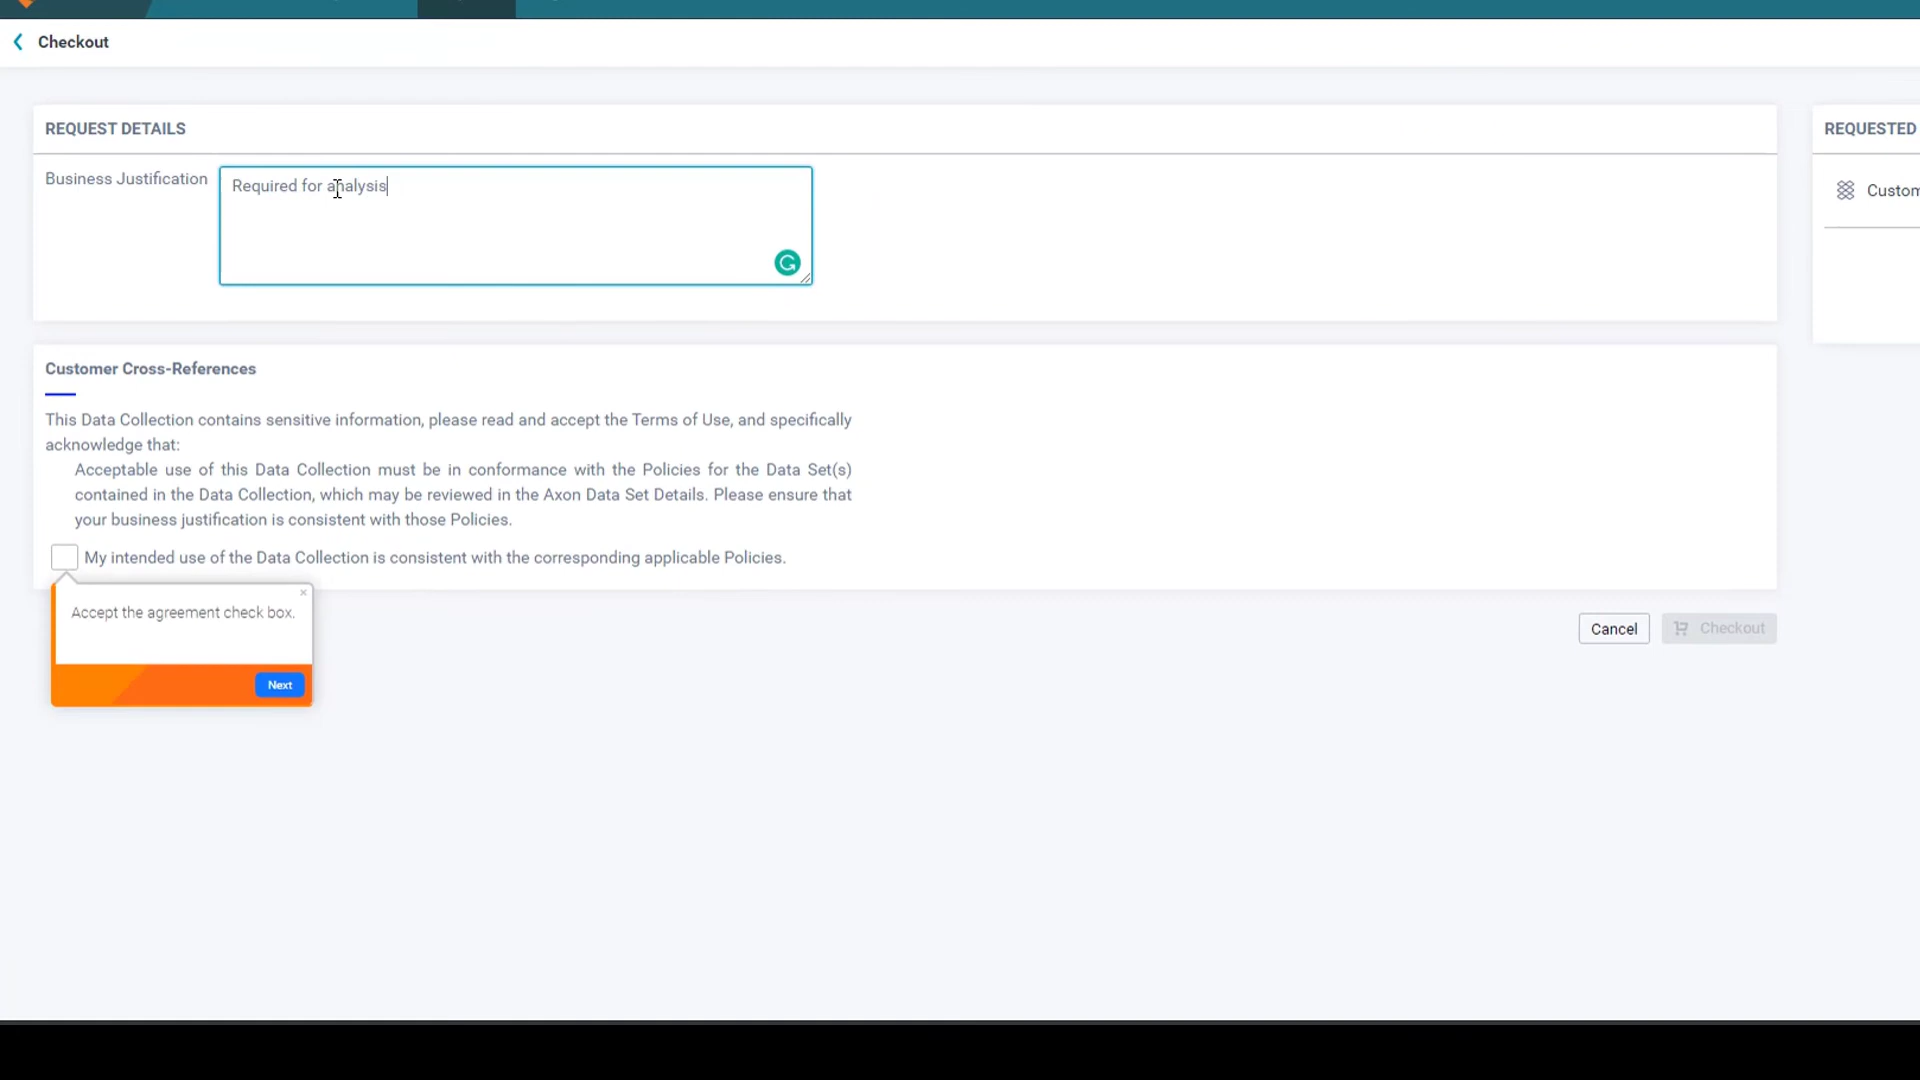 Checkout
REQUEST DETAILS
Business Justification
Required for analysis
REQUESTED
Custom
Customer Cross-References
This Data Collection contains sensitive information, please read and accept the Terms of Use, and specifically
acknowledge that:
Acceptable use of this Data Collection must be in conformance with the Policies for the Data Set(s)
contained in the Data Collection, which may be reviewed in the Axon Data Set Details. Please ensure that
your business justification is consistent with those Policies.
My intended use of the Data Collection is consistent with the corresponding applicable Policies.
Accept the agreement check box.
Next
Cancel
Checkout